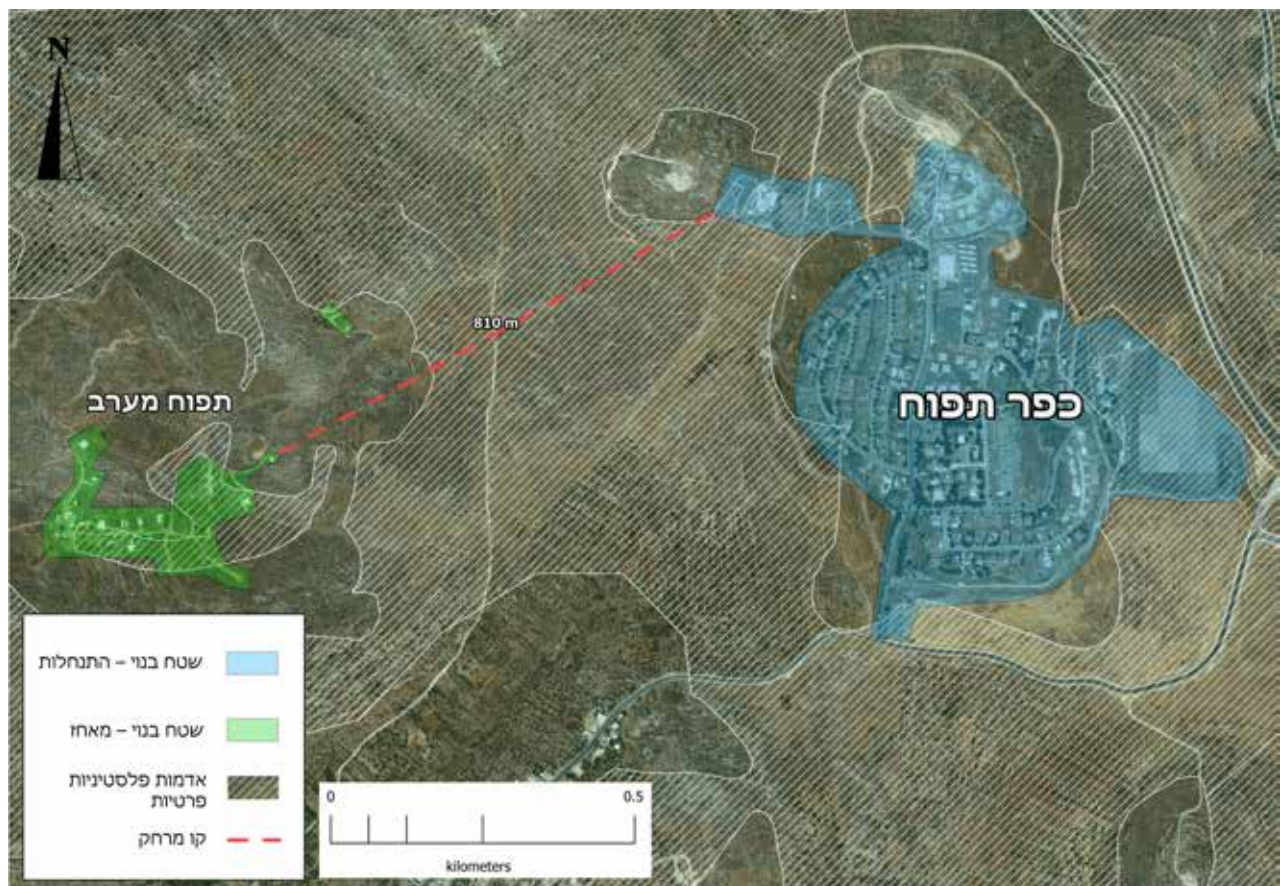 N
810 m
תפוח מערב
כפר תפוח
שטח בנוי – התנחלות
שטח בנוי – מאחז
אדמות פלסטיניות
פרטיות
קו מרחק
0 0.5
kilometers